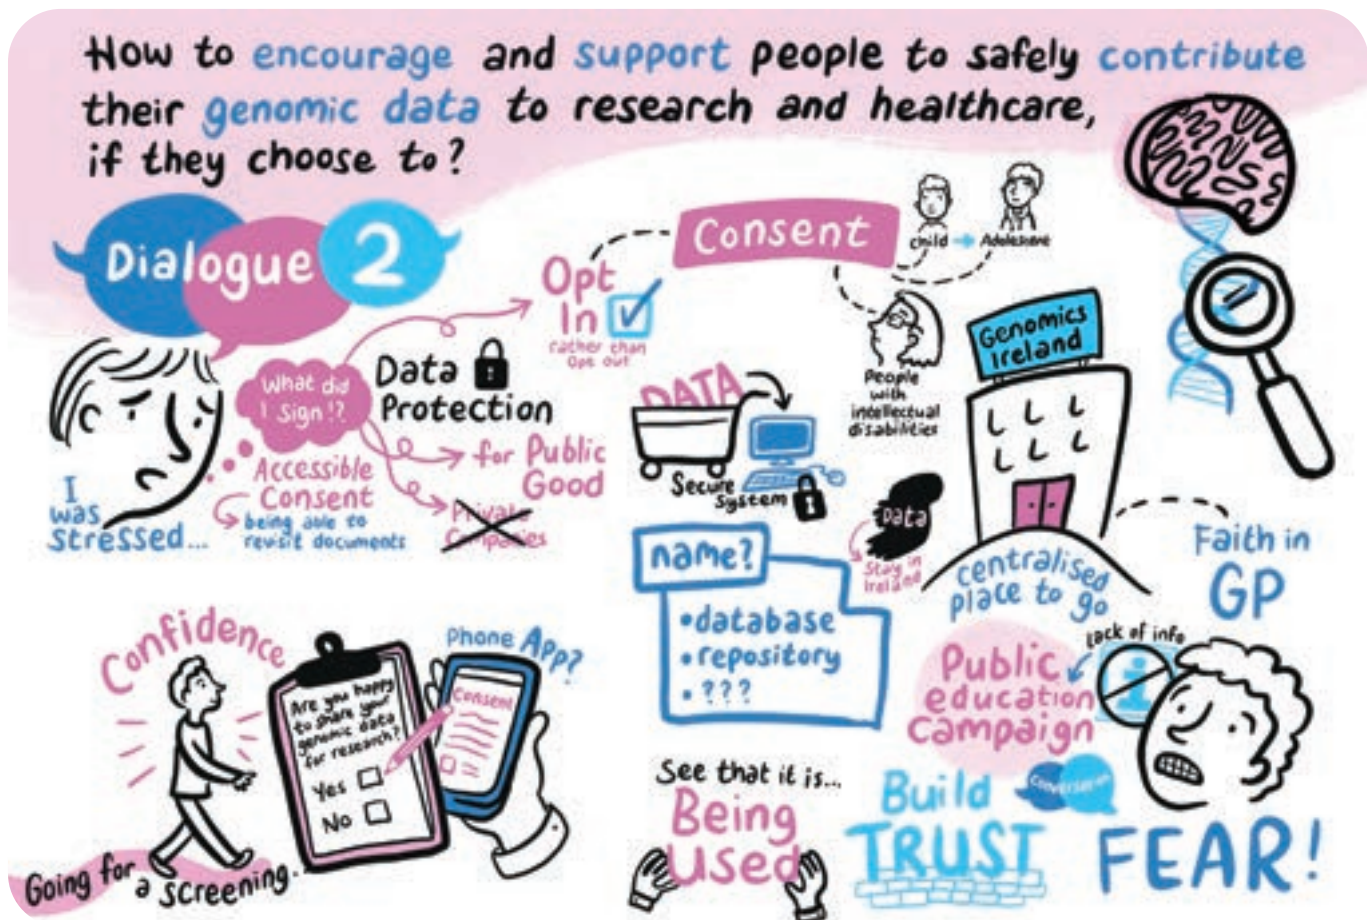 How to encourage and support people to safely contribute
their genomic data to research and healthcare,
if they choose to?
Dialogue 2
Consent
Child
Adolescent
Opt
In
rather than
Opt out
What did
I sign!?
Data
Protection
for Public
Good
Private
Companies
Accessible
Consent
being able to
revisit documents
I
was
stressed...
People
with
intellectual
disabilities
DATA
Secure
System
Genomics
Ireland
Data
Stay in
Ireland
centralised
place to go
Faith in
GP
name?
• database
• repository
• ???
Confidence
Going for
a screening.
Are you happy
to share your
genomic data
for research?
Yes
No
Phone App?
Consent
lack of info
i
Public
education
campaign
See that it is...
Being
Used
Build
TRUST
Conversation
FEAR!